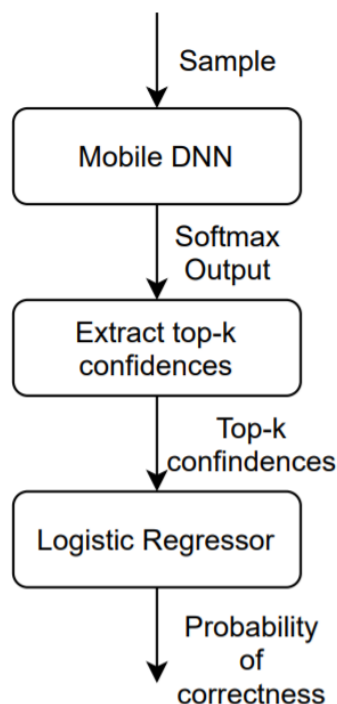 Sample
Mobile DNN
Softmax
Output
Extract top-k
confidences
Top-k
confindences
Logistic Regressor
Probability
of
correctness